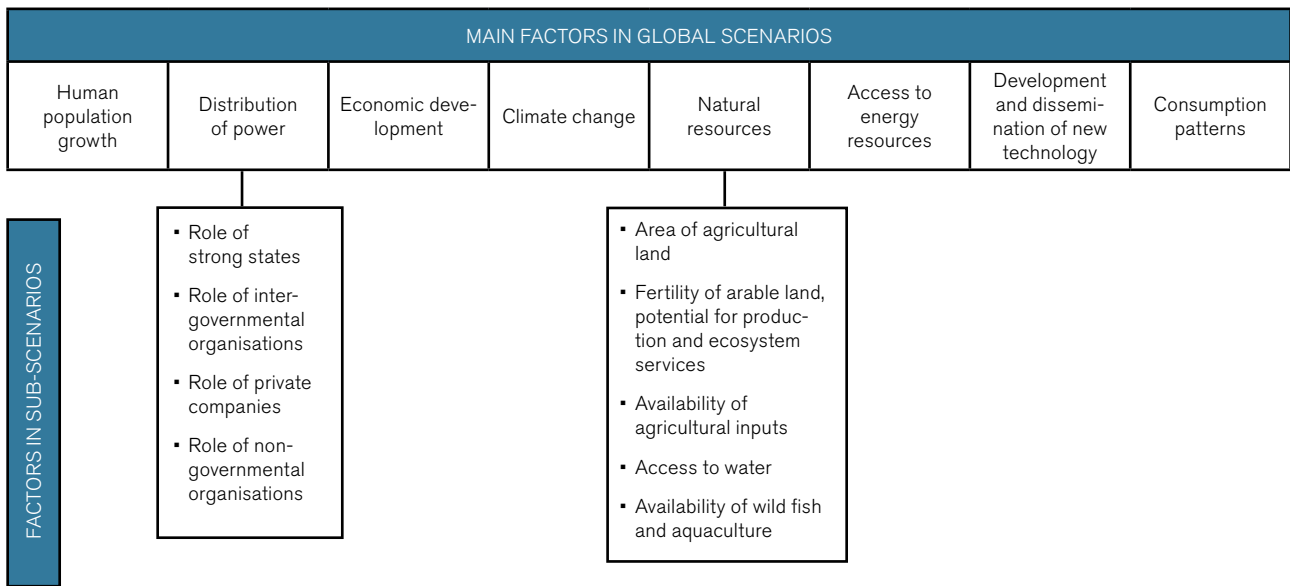 MAIN FACTORS IN GLOBAL SCENARIOS
Human
population
growth
Distribution
of power
Economic deve-
lopment
Climate change
Natural
resources
Access to
energy
resources
Development
and dissemi-
nation of new
technology
Consumption
patterns
FACTORS IN SUB-SCENARIOS
▪ Role of
strong states
▪ Role of inter-
governmental
organisations
▪ Role of private
companies
▪ Role of non-
governmental
organisations
▪ Area of agricultural
land
▪ Fertility of arable land,
potential for produc-
tion and ecosystem
services
▪ Availability of
agricultural inputs
▪ Access to water
▪ Availability of wild fish
and aquaculture